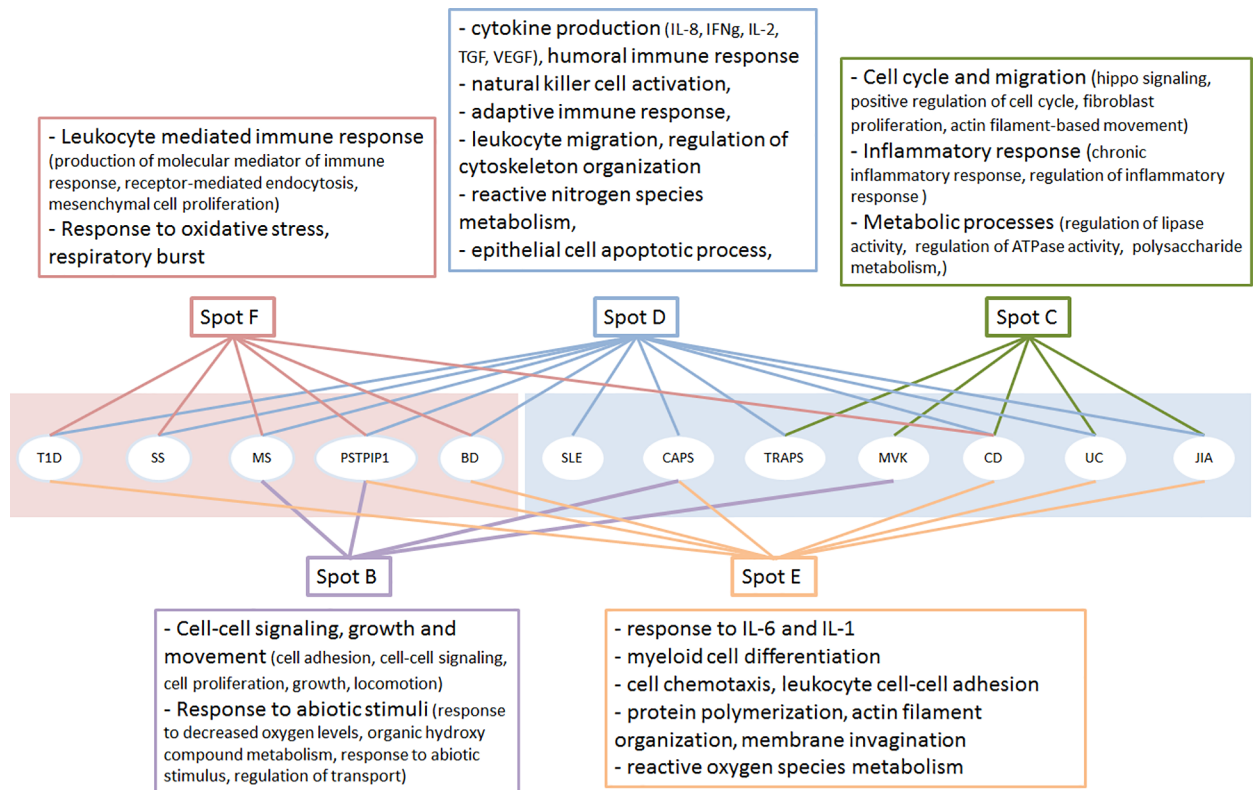 - Leukocyte mediated immune response
(production of molecular mediator of immune
response, receptor-mediated endocytosis,
mesenchymal cell proliferation)
- Response to oxidative stress,
respiratory burst
- cytokine production (IL-8, IFNg, IL-2,
TGF, VEGF), humoral immune response
- natural killer cell activation,
- adaptive immune response,
- leukocyte migration, regulation of
cytoskeleton organization
- reactive nitrogen species
metabolism,
- epithelial cell apoptotic process,
- Cell cycle and migration (hippo signaling,
positive regulation of cell cycle, fibroblast
proliferation, actin filament-based movement)
- Inflammatory response (chronic
inflammatory response, regulation of inflammatory
response )
- Metabolic processes (regulation of lipase
activity, regulation of ATPase activity, polysaccharide
metabolism,)
Spot F
Spot D
Spot C
T1D
SS
MS
PSTPIP1
BD
SLE
CAPS
TRAPS
MVK
CD
UC
JIA
Spot B
Spot E
- Cell-cell signaling, growth and
movement (cell adhesion, cell-cell signaling,
cell proliferation, growth, locomotion)
- Response to abiotic stimuli (response
to decreased oxygen levels, organic hydroxy
compound metabolism, response to abiotic
stimulus, regulation of transport)
- response to IL-6 and IL-1
- myeloid cell differentiation
- cell chemotaxis, leukocyte cell-cell adhesion
- protein polymerization, actin filament
organization, membrane invagination
- reactive oxygen species metabolism